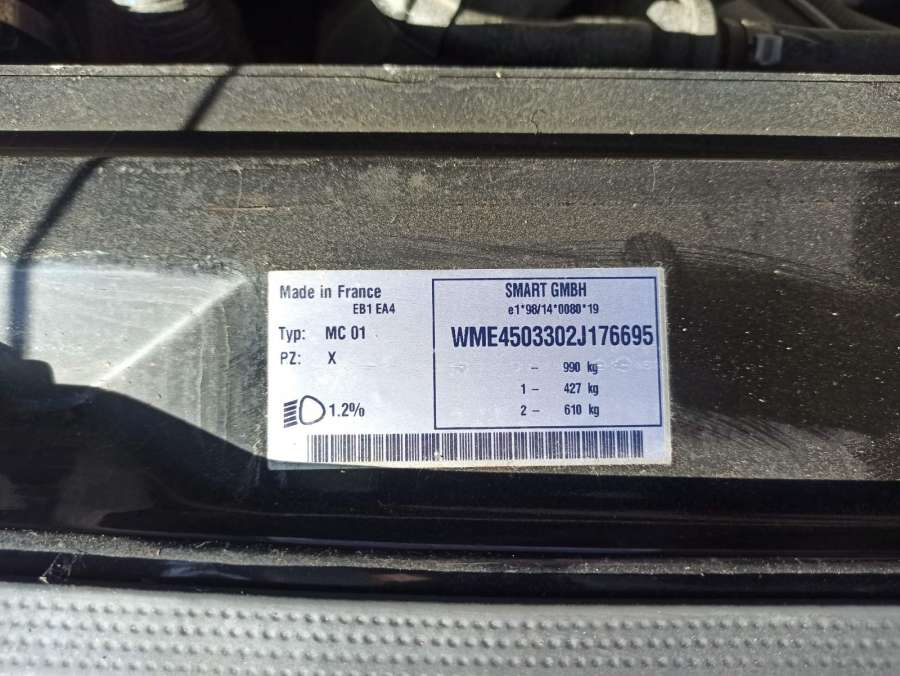 Made in France
EB1 EA4
Typ: MC 01
PZ: X
1.2%
SMART GMBH
e1*98/14*0080*19
WME4503302J176695
- 990 kg
1 - 427 kg
2 - 610 kg